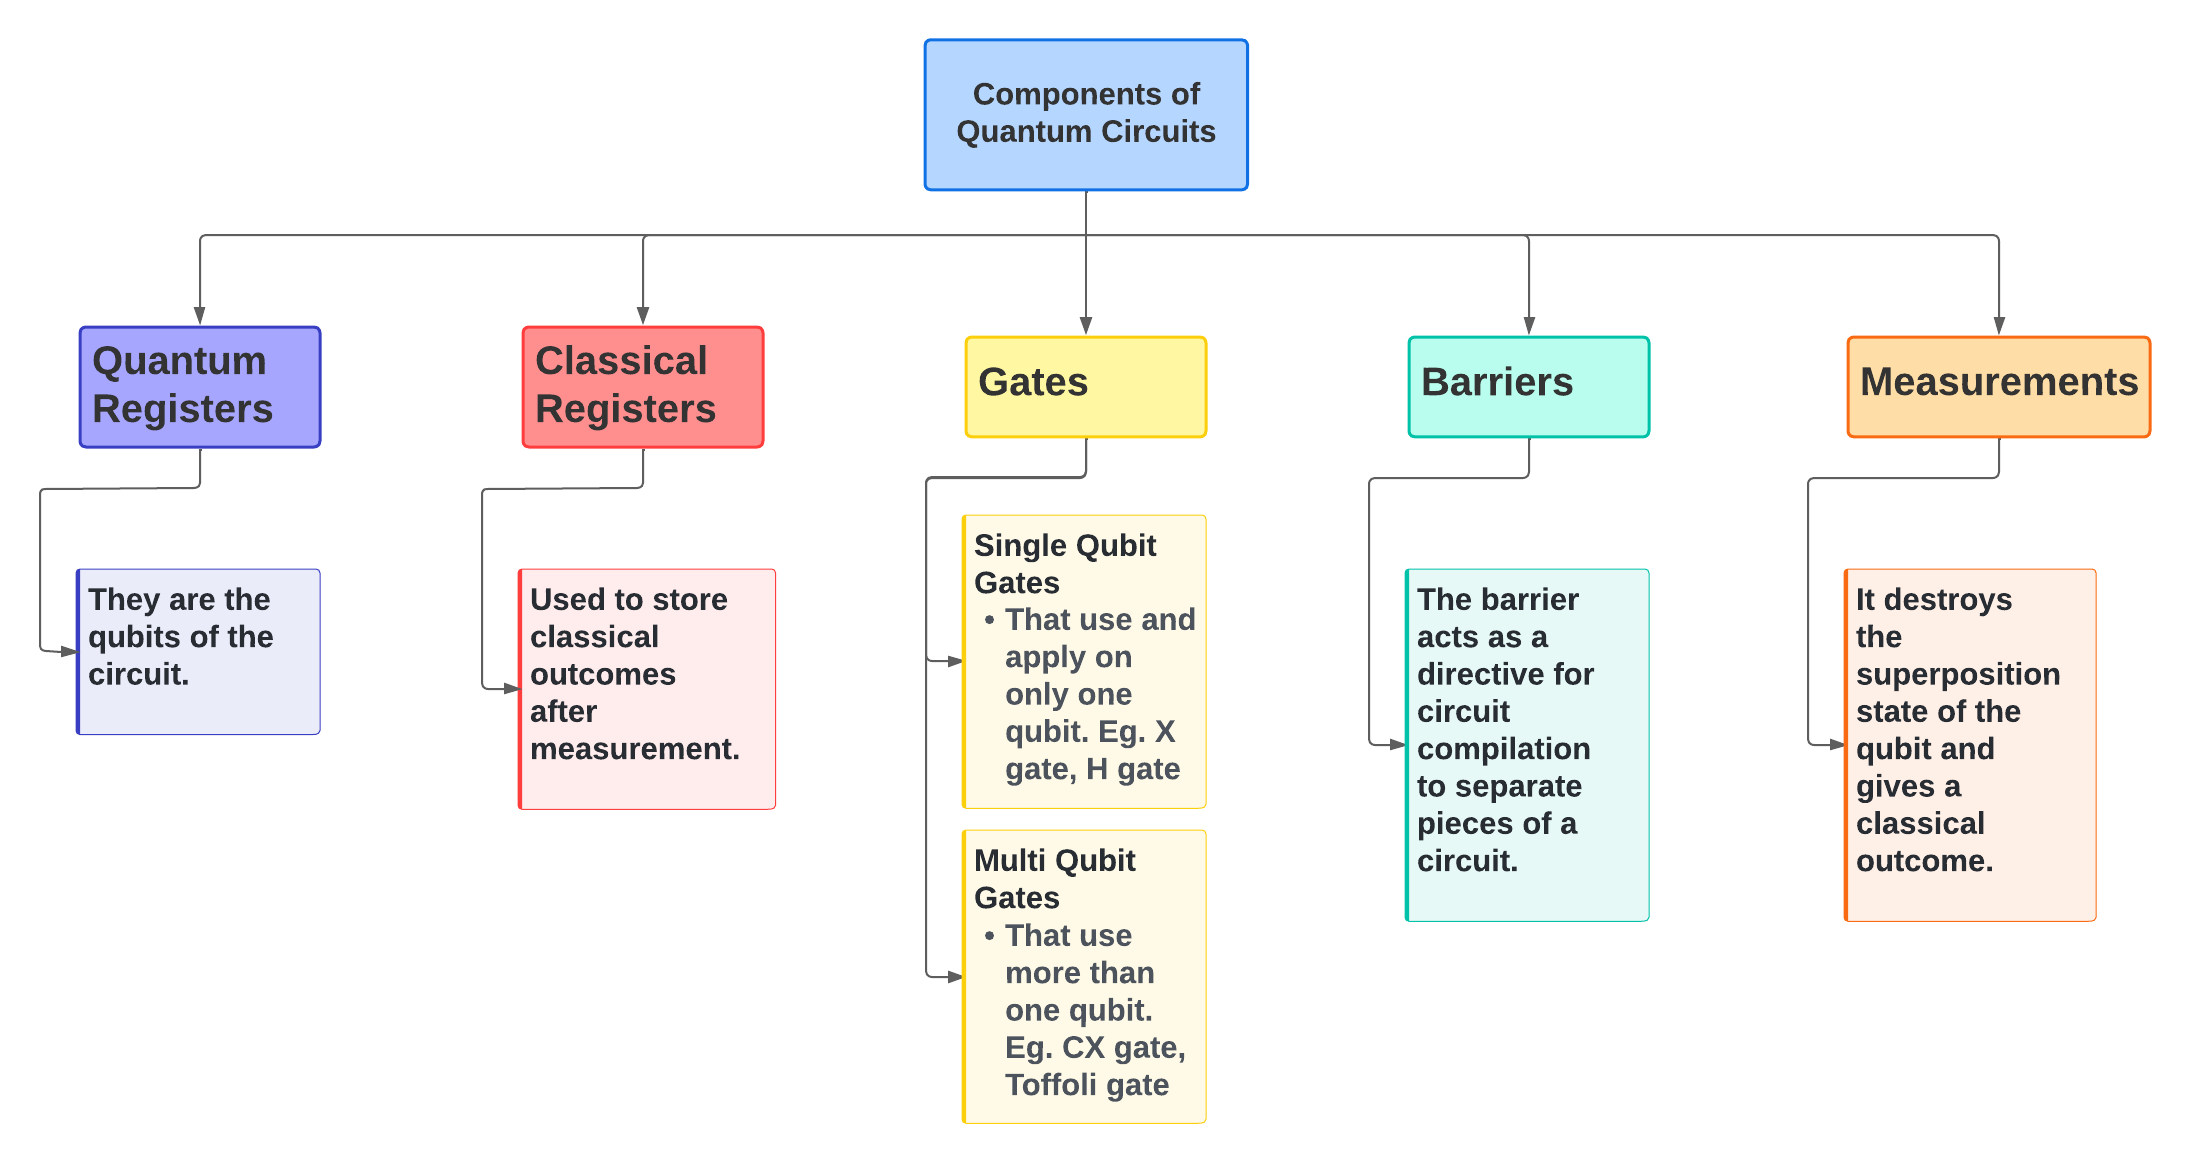 Components of
Quantum Circuits
Quantum
Registers
Classical
Registers
Gates
Barriers
Measurements
They are the
qubits of the
circuit.
Used to store
classical
outcomes
after
measurement.
Single Qubit
Gates
• That use and
apply on
only one
qubit. Eg. X
gate, H gate
Multi Qubit
Gates
• That use
more than
one qubit.
Eg. CX gate,
Toffoli gate
The barrier
acts as a
directive for
circuit
compilation
to separate
pieces of a
circuit.
It destroys
the
superposition
state of the
qubit and
gives a
classical
outcome.